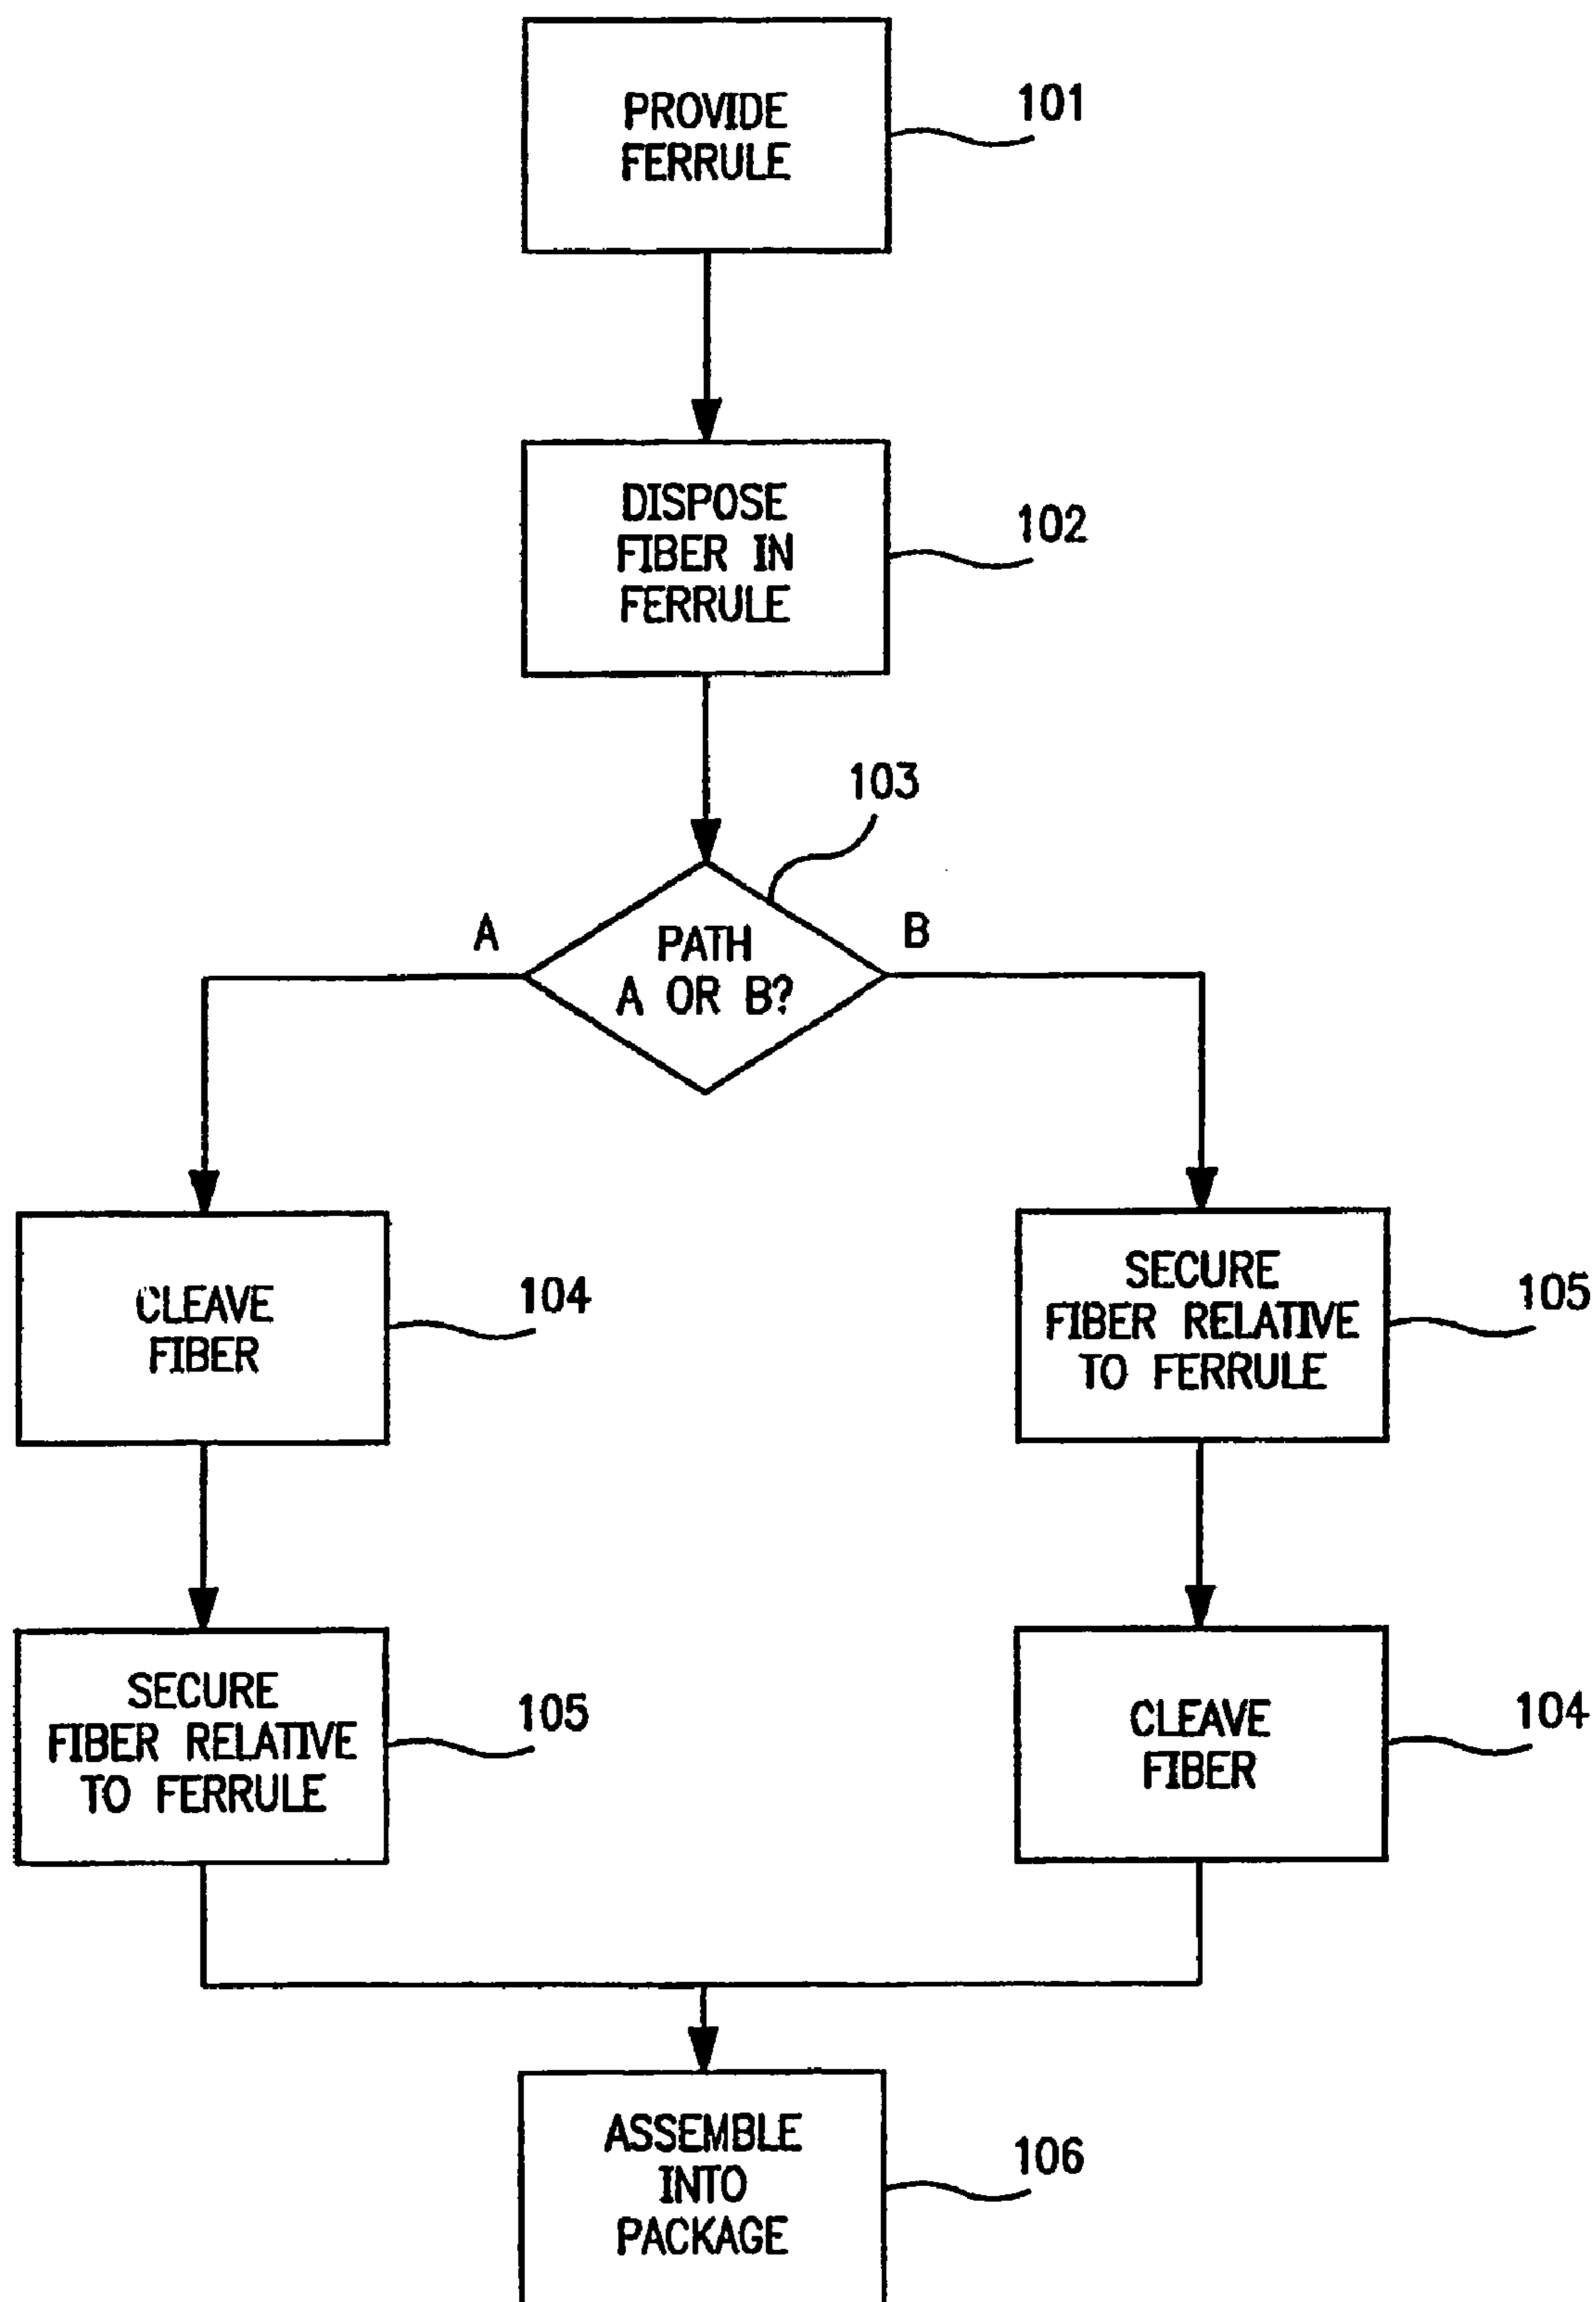 PROVIDE
FERRULE
101
DISPOSE
FIBER IN
FERRULE
102
103
A
PATH
A OR B?
B
CLEAVE
FIBER
104
SECURE
FIBER RELATIVE
TO FERRULE
105
SECURE
FIBER RELATIVE
TO FERRULE
105
CLEAVE
FIBER
104
ASSEMBLE
INTO
PACKAGE
106